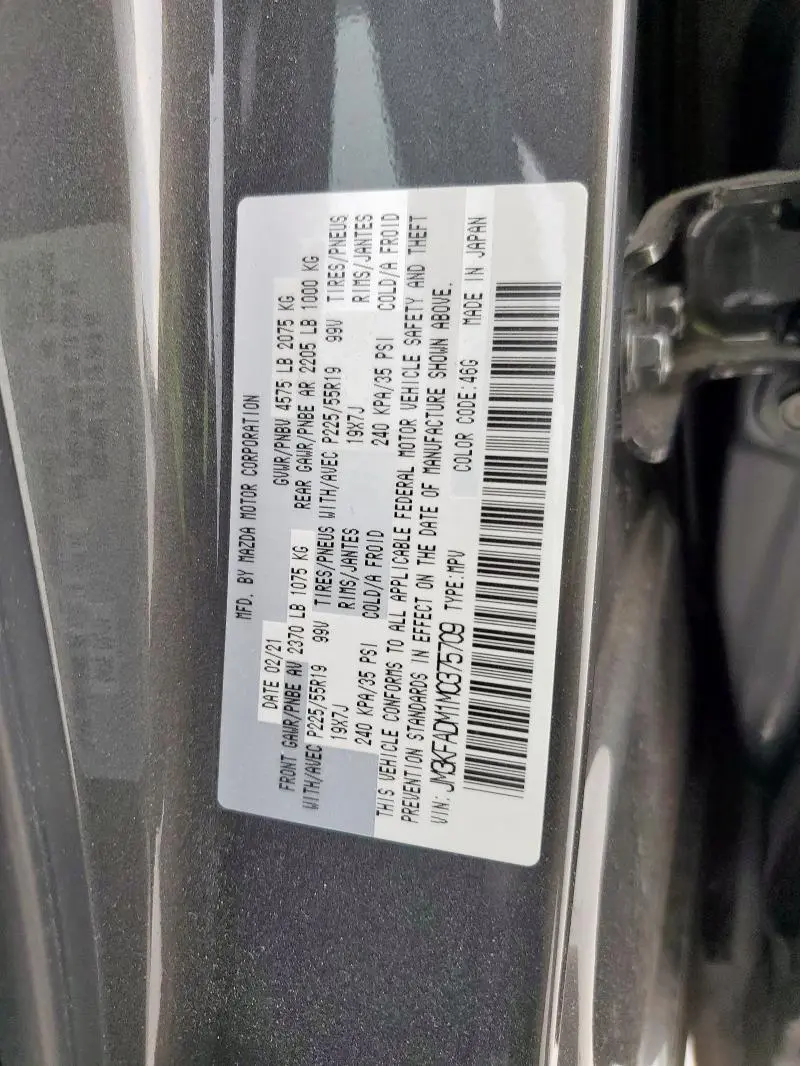 MFD. BY MAZDA MOTOR CORPORATION
DATE 02/21 GVWR/PNBV 4575 LB 2075 KG
FRONT GAWR/PNBE AV 2370 LB 1075 KG REAR GAWR/PNBE AR 2205 LB 1000 KG
WITH/AVEC P225/55R19 99V TIRES/PNEUS WITH/AVEC P225/55R19 99V TIRES/PNEUS
19X7J RIMS/JANTES 19X7J RIMS/JANTES
240 KPA/35 PSI COLD/A FROID 240 KPA/35 PSI COLD/A FROID
THIS VEHICLE CONFORMS TO ALL APPLICABLE FEDERAL MOTOR VEHICLE SAFETY AND THEFT
PREVENTION STANDARDS IN EFFECT ON THE DATE OF MANUFACTURE SHOWN ABOVE.
VIN: JM3KFADM1M0375709 TYPE:MPV COLOR CODE:46G MADE IN JAPAN